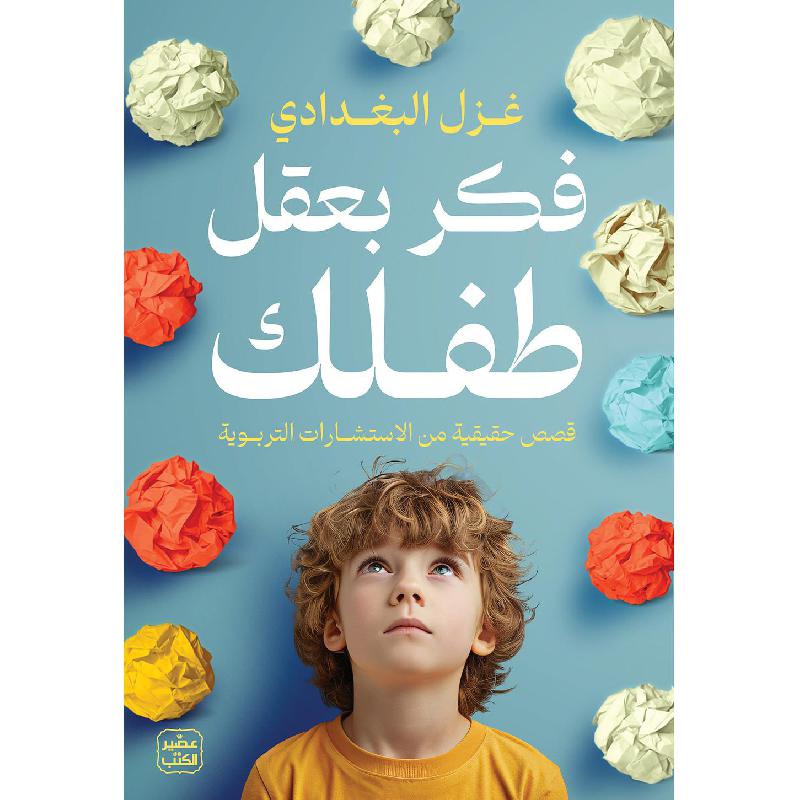 غزل البغدادي
فكر بعقل
طفلك
قصص حقيقية من الاستشارات التربوية
عصير
الكتب